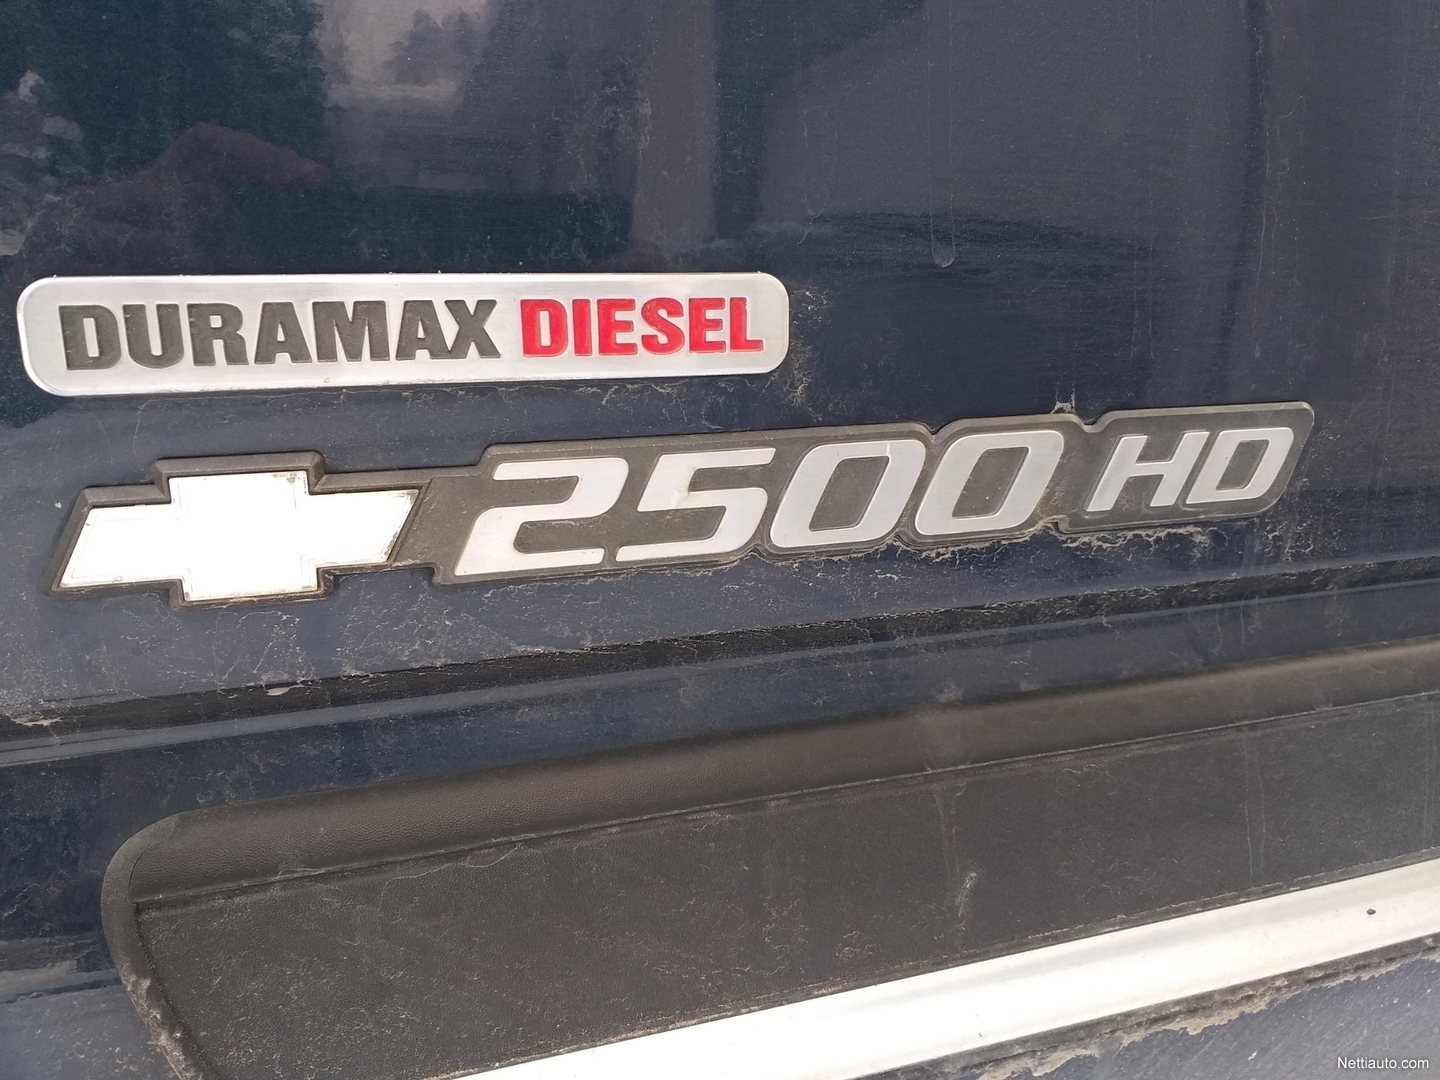 DURAMAX DIESEL
2500 HD
Nettiauto.com